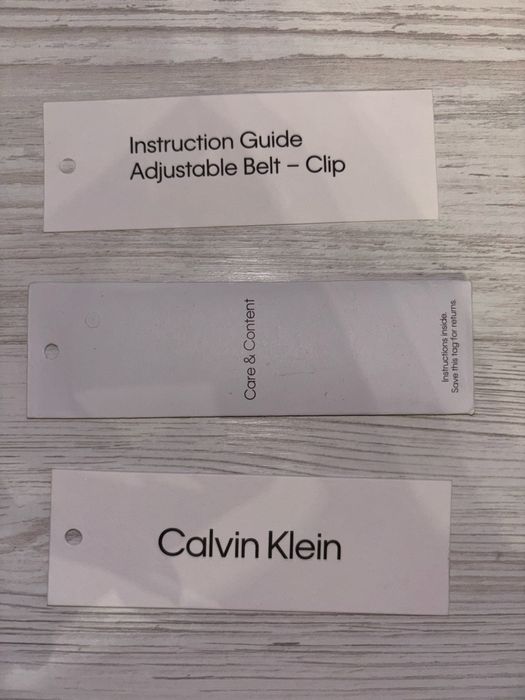 Instruction Guide
Adjustable Belt – Clip
Care & Content
Instructions inside.
Save this tag for returns.
Calvin Klein